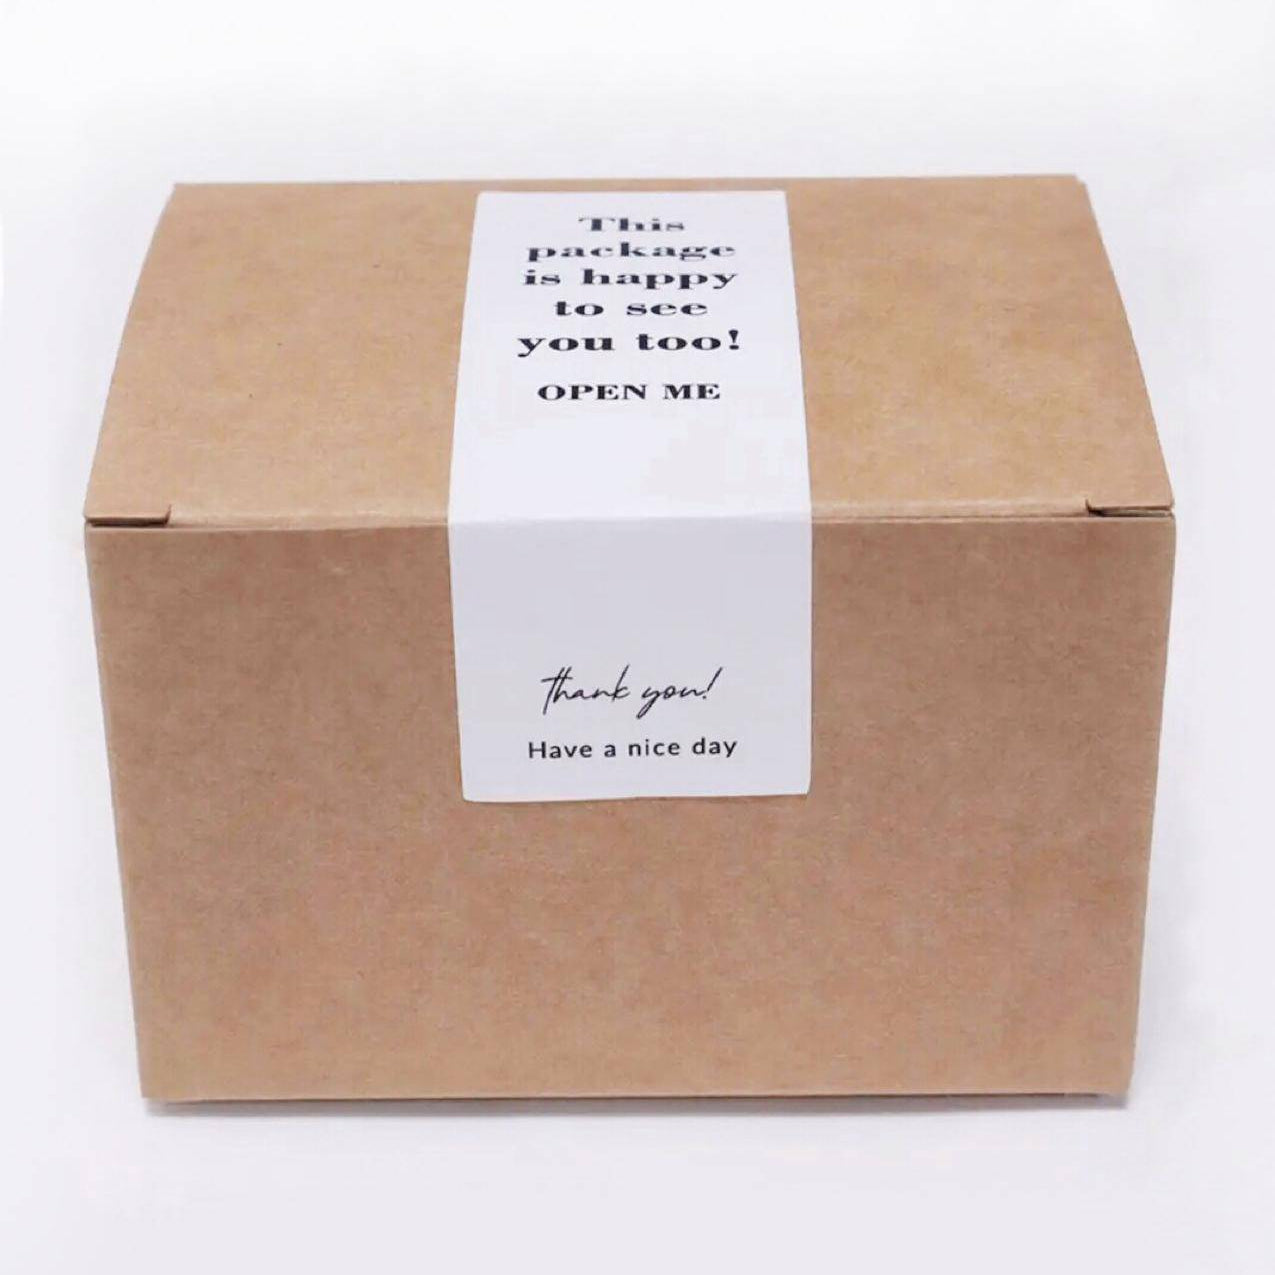 This
package
is happy
to see
you too!
OPEN ME
thank you!
Have a nice day